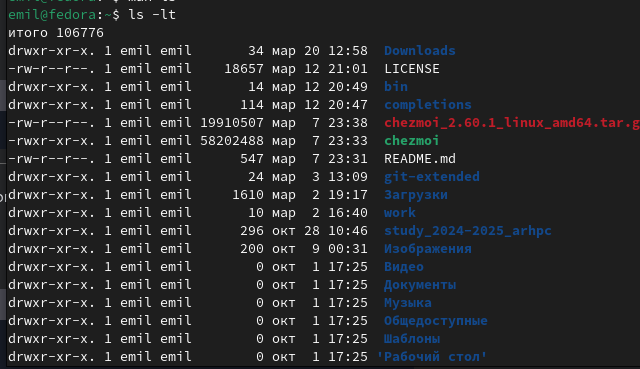 emil@fedora:~$ ls -lt
итого 106776
drwxr-xr-x. 1 emil emil       34 мар 20 12:58  Downloads
-rw-r--r--. 1 emil emil    18657 мар 12 21:01  LICENSE
drwxr-xr-x. 1 emil emil       14 мар 12 20:49  bin
drwxr-xr-x. 1 emil emil      114 мар 12 20:47  completions
-rw-r--r--. 1 emil emil 19910507 мар  7 23:38  chezmoi_2.60.1_linux_amd64.tar.g
-rwxr-xr-x. 1 emil emil 58202488 мар  7 23:33  chezmoi
-rw-r--r--. 1 emil emil      547 мар  7 23:31  README.md
drwxr-xr-x. 1 emil emil       24 мар  3 13:09  git-extended
drwxr-xr-x. 1 emil emil     1610 мар  2 19:17  Загрузки
drwxr-xr-x. 1 emil emil       10 мар  2 16:40  work
drwxr-xr-x. 1 emil emil      296 окт 28 10:46  study_2024-2025_arhpc
drwxr-xr-x. 1 emil emil      200 окт  9 00:31  Изображения
drwxr-xr-x. 1 emil emil        0 окт  1 17:25  Видео
drwxr-xr-x. 1 emil emil        0 окт  1 17:25  Документы
drwxr-xr-x. 1 emil emil        0 окт  1 17:25  Музыка
drwxr-xr-x. 1 emil emil        0 окт  1 17:25  Общедоступные
drwxr-xr-x. 1 emil emil        0 окт  1 17:25  Шаблоны
drwxr-xr-x. 1 emil emil        0 окт  1 17:25 'Рабочий стол'